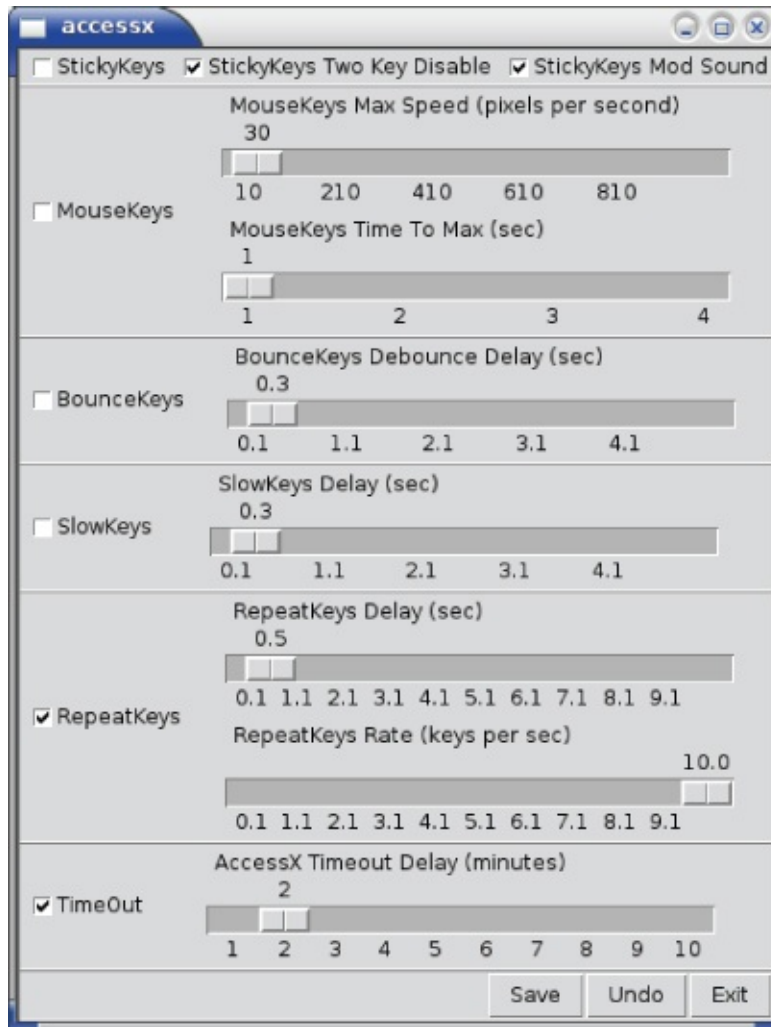 accessx
StickyKeys StickyKeys Two Key Disable StickyKeys Mod Sound
MouseKeys Max Speed (pixels per second)
30
10 210 410 610 810
MouseKeys
MouseKeys Time To Max (sec)
1
1 2 3 4
BounceKeys Debounce Delay (sec)
0.3
BounceKeys
0.1 1.1 2.1 3.1 4.1
SlowKeys Delay (sec)
0.3
SlowKeys
0.1 1.1 2.1 3.1 4.1
RepeatKeys Delay (sec)
0.5
0.1 1.1 2.1 3.1 4.1 5.1 6.1 7.1 8.1 9.1
RepeatKeys
RepeatKeys Rate (keys per sec)
10.0
0.1 1.1 2.1 3.1 4.1 5.1 6.1 7.1 8.1 9.1
AccessX Timeout Delay (minutes)
2
TimeOut
1 2 3 4 5 6 7 8 9 10
Save Undo Exit